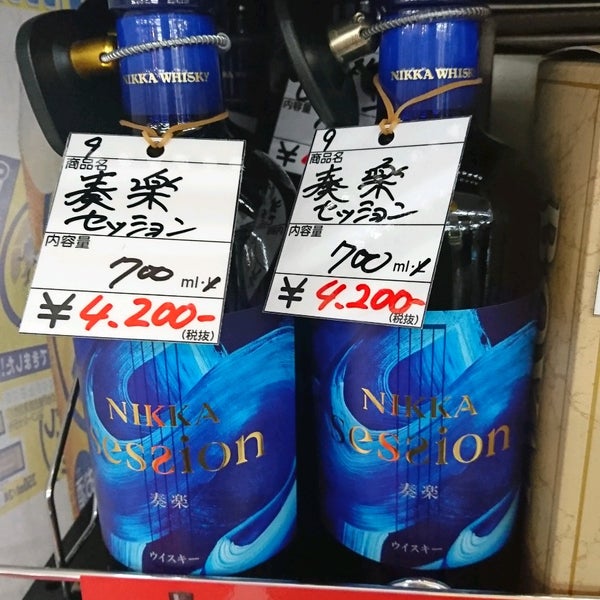 NIKKA WHISKY
9
商品名
奏楽
セッション
内容量
700 ml
¥ 4.200-
(税抜)
NIKKA
session
奏楽
ウイスキー
NIKKA WHISKY
9
商品名
奏楽
セッション
内容量
700 ml
¥ 4.200-
(税抜)
NIKKA
session
奏楽
ウイスキー